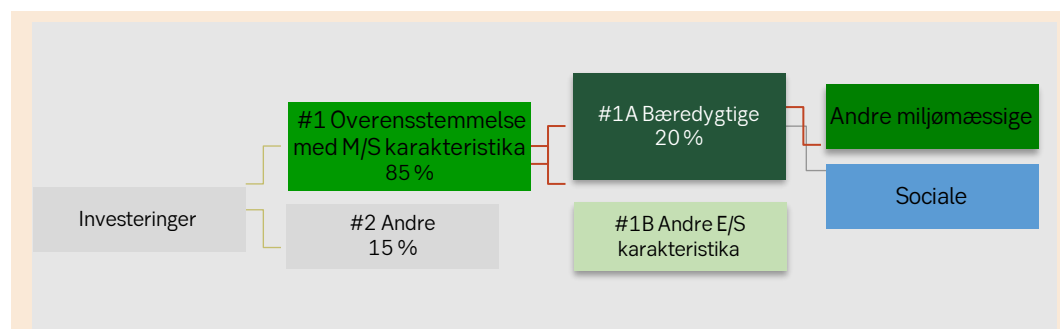 Investeringer
#1 Overensstemmelse
med M/S karakteristika
85 %
#2 Andre
15 %
#1A Bæredygtige
20 %
#1B Andre E/S
karakteristika
Andre miljømæssige
Sociale